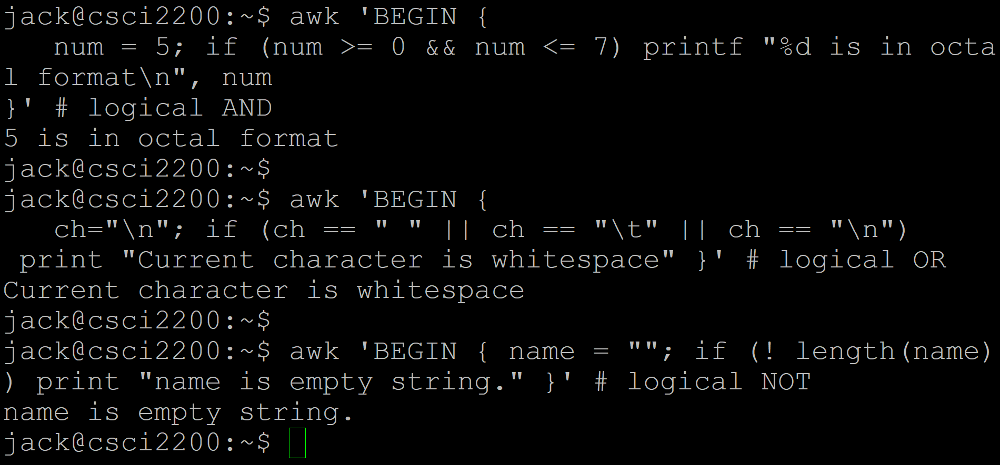 jack@csci2200:~$ awk 'BEGIN {
   num = 5; if (num >= 0 && num <= 7) printf "%d is in octa
l format\n", num
}' # logical AND
5 is in octal format
jack@csci2200:~$
jack@csci2200:~$ awk 'BEGIN {
   ch="\n"; if (ch == " " || ch == "\t" || ch == "\n")
 print "Current character is whitespace" }' # logical OR
Current character is whitespace
jack@csci2200:~$
jack@csci2200:~$ awk 'BEGIN { name = ""; if (! length(name)
) print "name is empty string." }' # logical NOT
name is empty string.
jack@csci2200:~$